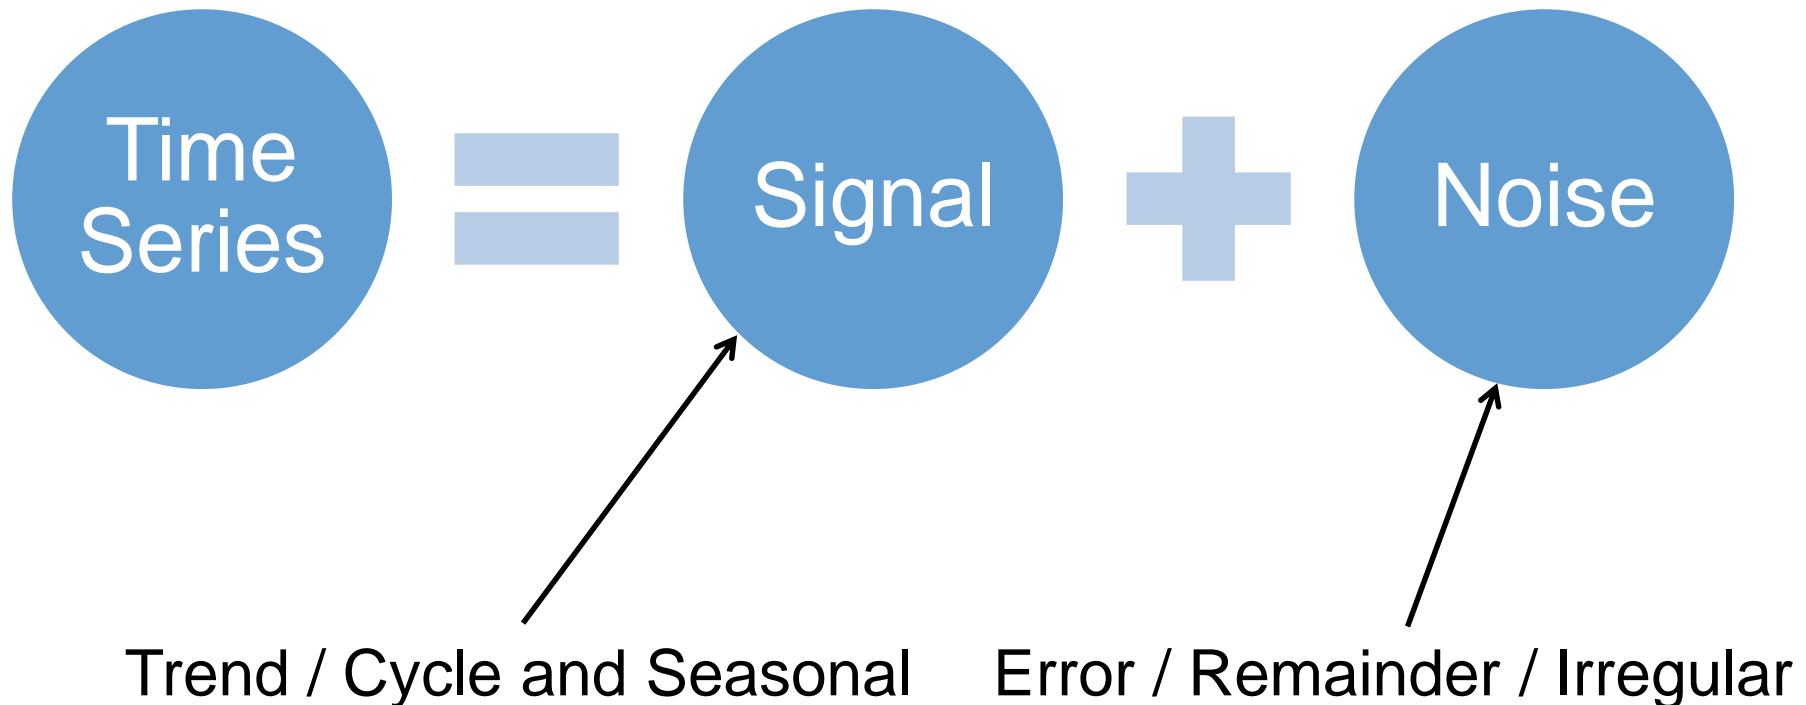 Time
Series
Signal
Noise
Trend / Cycle and Seasonal
Error / Remainder / Irregular